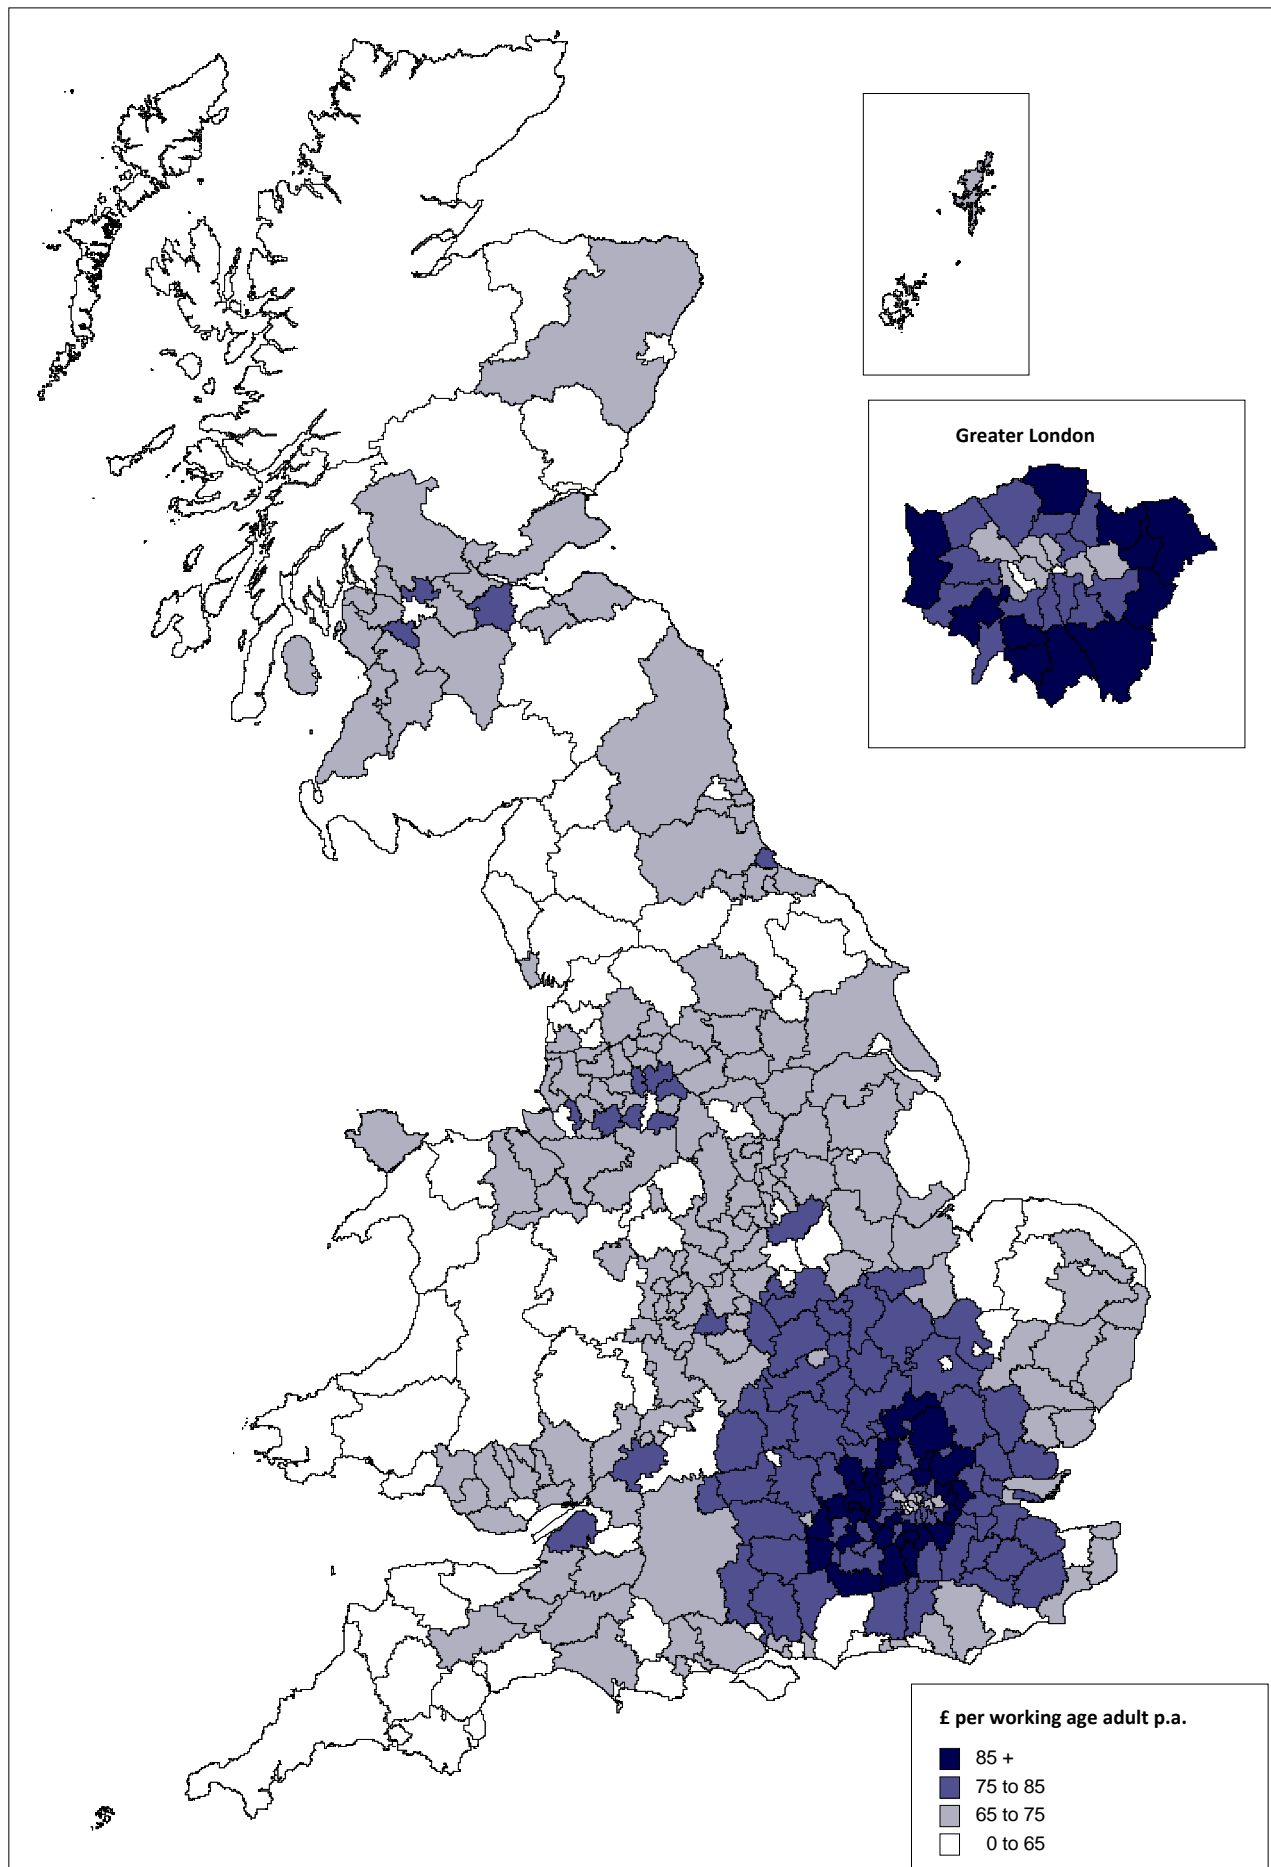 Greater London
£ per working age adult p.a.
85 +
75 to 85
65 to 75
0 to 65